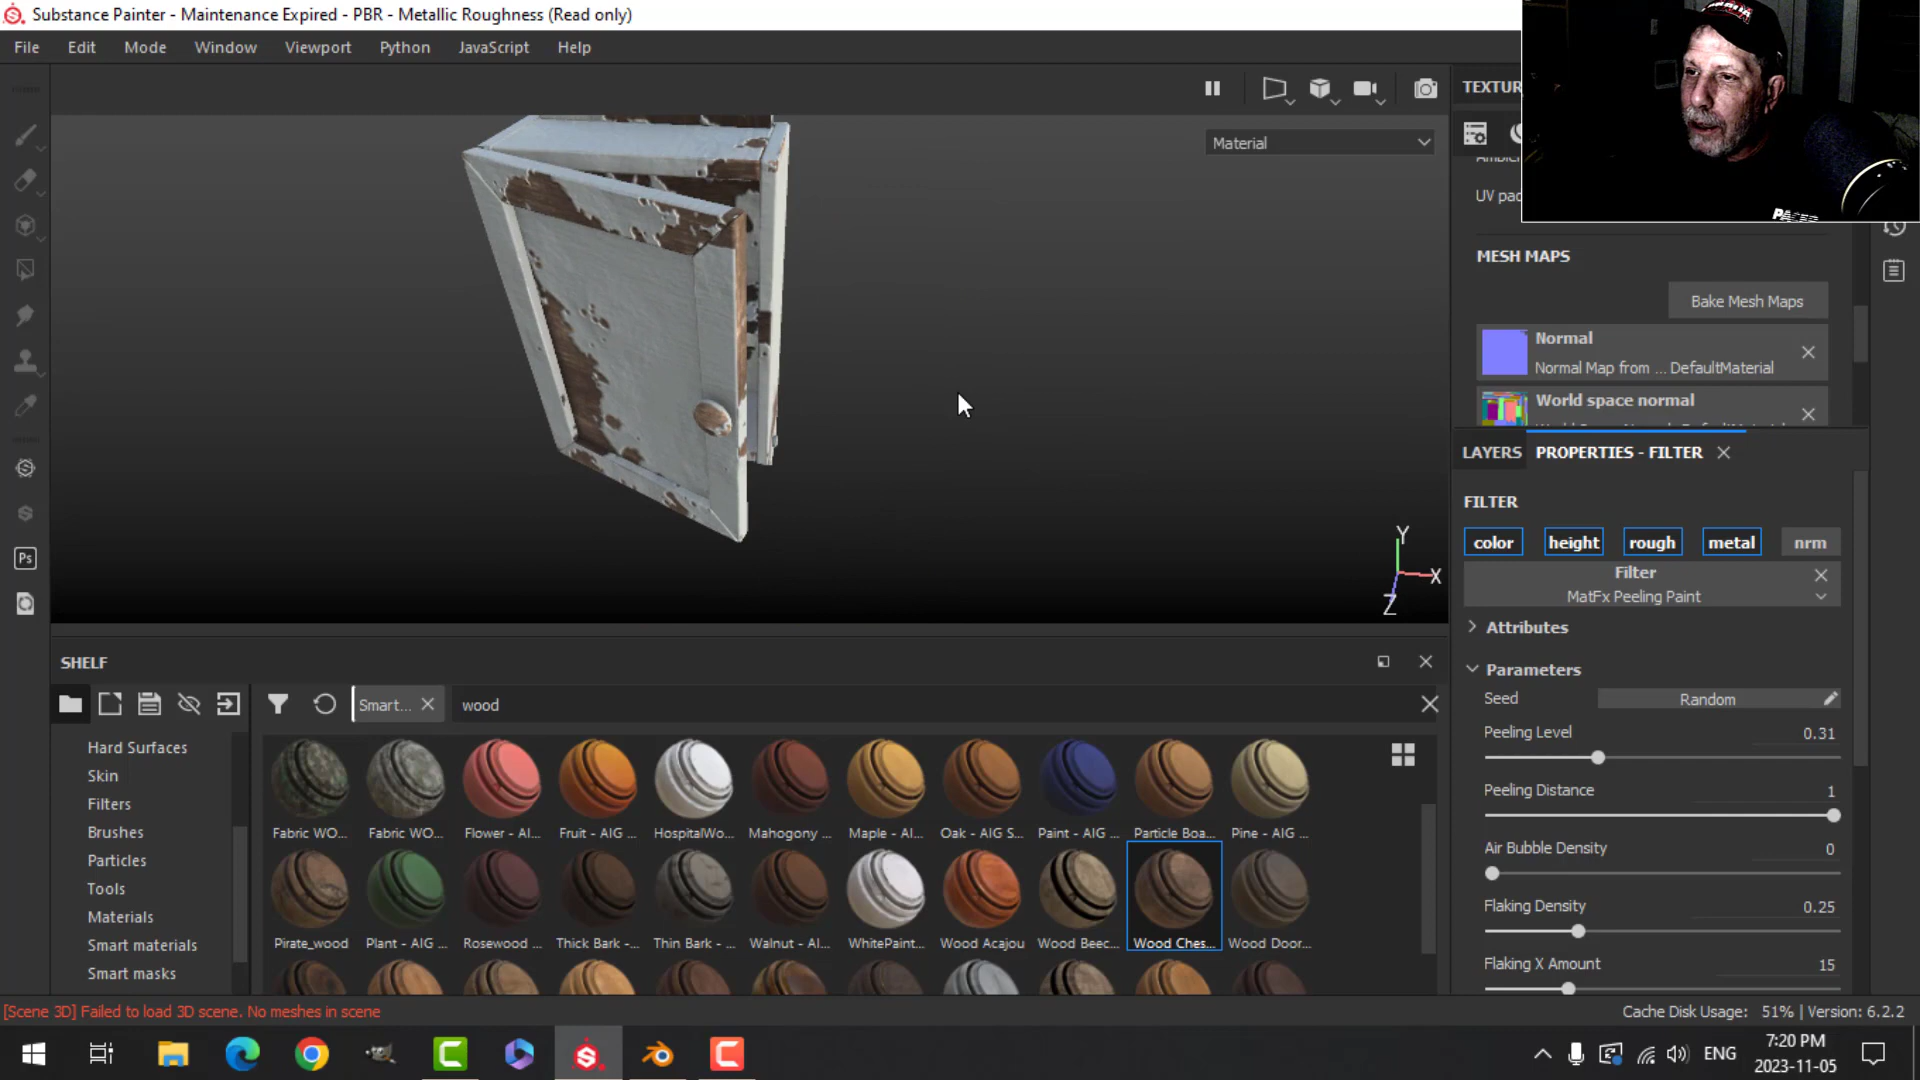 Substance Painter - Maintenance Expired - PBR - Metallic Roughness (Read only)
File Edit Mode Window Viewport Python JavaScript Help
TEXTUR
Material
UV pac
MESH MAPS
Bake Mesh Maps
Normal
Normal Map from ... DefaultMaterial
World space normal
LAYERS PROPERTIES - FILTER
FILTER
color height rough metal nrm
Filter
MatFx Peeling Paint
Attributes
Parameters
Seed Random
Peeling Level 0.31
Peeling Distance 1
Air Bubble Density 0
Flaking Density 0.25
Flaking X Amount 15
Y
X
Z
Ps
SHELF
Smart... wood
Hard Surfaces
Skin
Filters
Brushes
Particles
Tools
Materials
Smart materials
Smart masks
Fabric WO... Fabric WO... Flower - AI... Fruit - AIG ... HospitalWo... Mahogony ... Maple - AI... Oak - AIG S... Paint - AIG ... Particle Boa... Pine - AIG ...
Pirate_wood Plant - AIG ... Rosewood ... Thick Bark -... Thin Bark - ... Walnut - AI... WhitePaint... Wood Acajou Wood Beec... Wood Ches... Wood Door...
[Scene 3D] Failed to load 3D scene. No meshes in scene
Cache Disk Usage: 51% | Version: 6.2.2
ENG
7:20 PM
2023-11-05